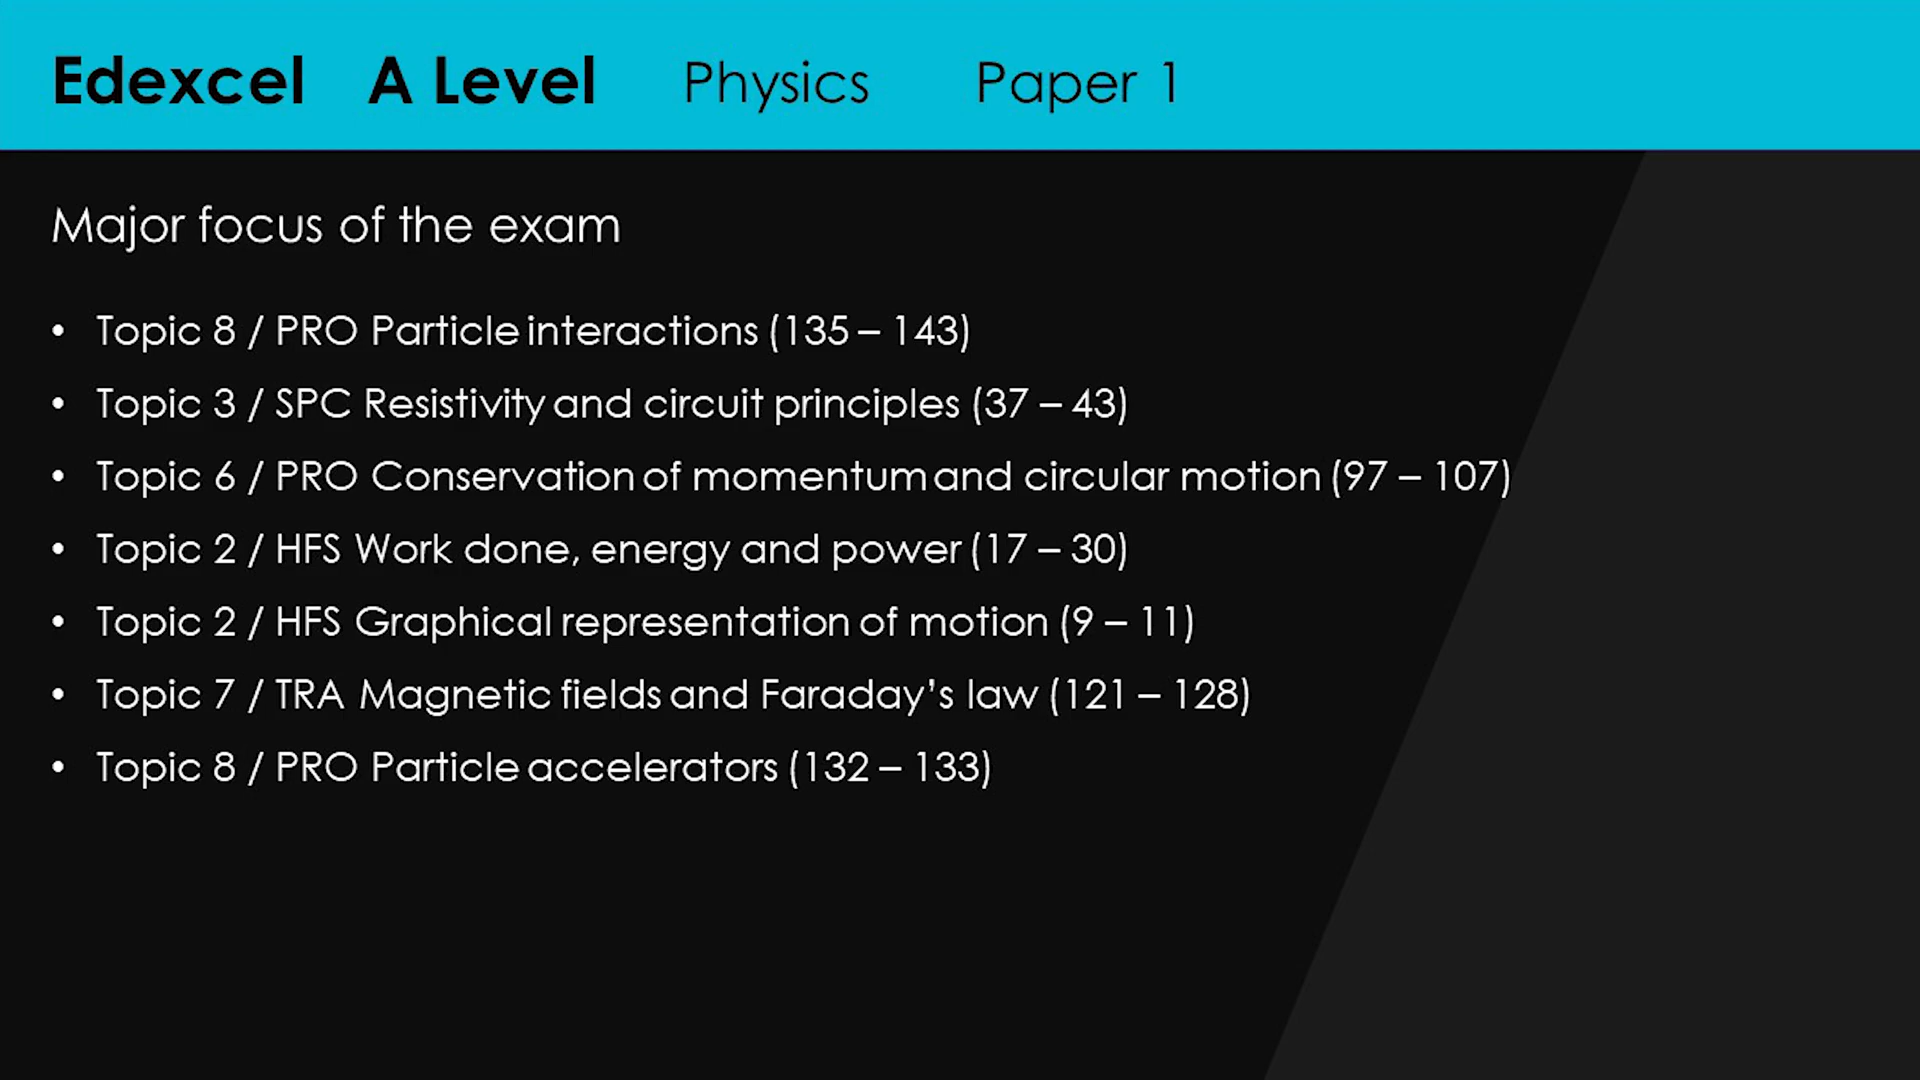 Edexcel A Level Physics Paper 1
Major focus of the exam
• Topic 8 / PRO Particle interactions (135 – 143)
• Topic 3 / SPC Resistivity and circuit principles (37 – 43)
• Topic 6 / PRO Conservation of momentum and circular motion (97 – 107)
• Topic 2 / HFS Work done, energy and power (17 – 30)
• Topic 2 / HFS Graphical representation of motion (9 – 11)
• Topic 7 / TRA Magnetic fields and Faraday’s law (121 – 128)
• Topic 8 / PRO Particle accelerators (132 – 133)